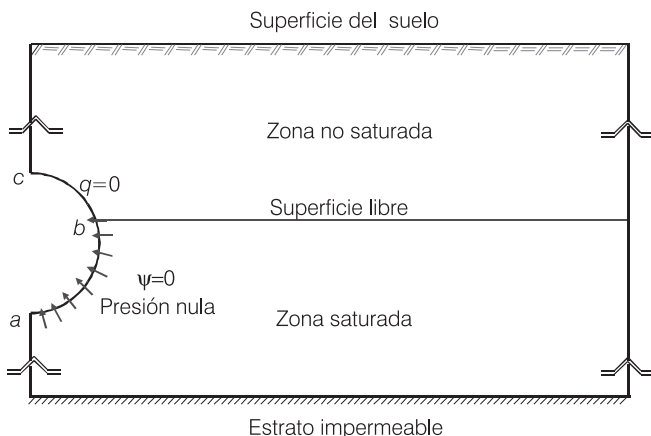 Superficie del suelo
Zona no saturada
c
q=0
Superficie libre
b
ψ=0
Presión nula
a
Zona saturada
Estrato impermeable